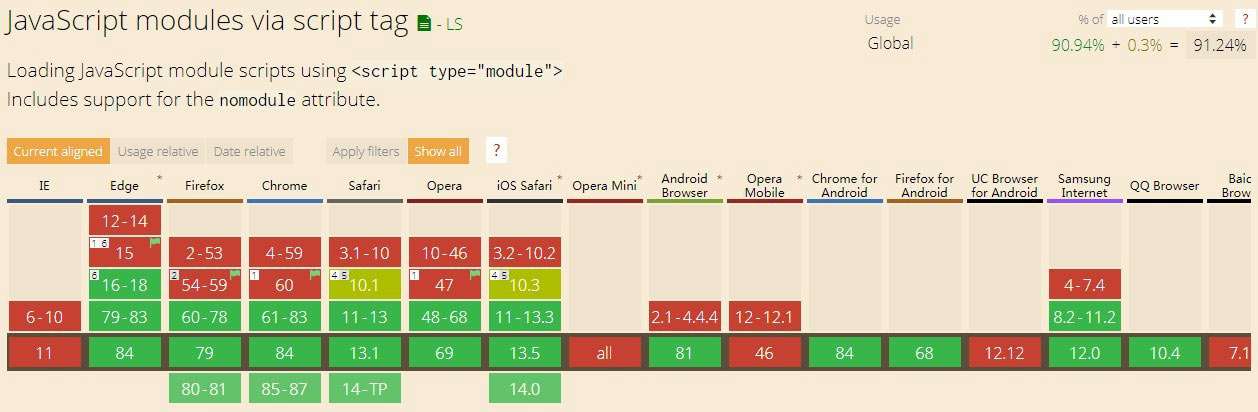 JavaScript modules via script tag - LS
Usage % of all users ?
Global 90.94% + 0.3% = 91.24%
Loading JavaScript module scripts using <script type="module">
Includes support for the nomodule attribute.
Current aligned Usage relative Date relative Apply filters Show all ?
IE Edge * Firefox Chrome Safari Opera iOS Safari * Opera Mini * Android Browser * Opera Mobile * Chrome for Android Firefox for Android UC Browser for Android Samsung Internet QQ Browser Baid Brow
12-14
1 6 15 2-53 4-59 3.1-10 10-46 3.2-10.2
6 16-18 2 54-59 1 60 4 5 10.1 1 47 4 5 10.3 4-7.4
6-10 79-83 60-78 61-83 11-13 48-68 11-13.3 2.1-4.4.4 12-12.1 8.2-11.2
11 84 79 84 13.1 69 13.5 all 81 46 84 68 12.12 12.0 10.4 7.1
80-81 85-87 14-TP 14.0